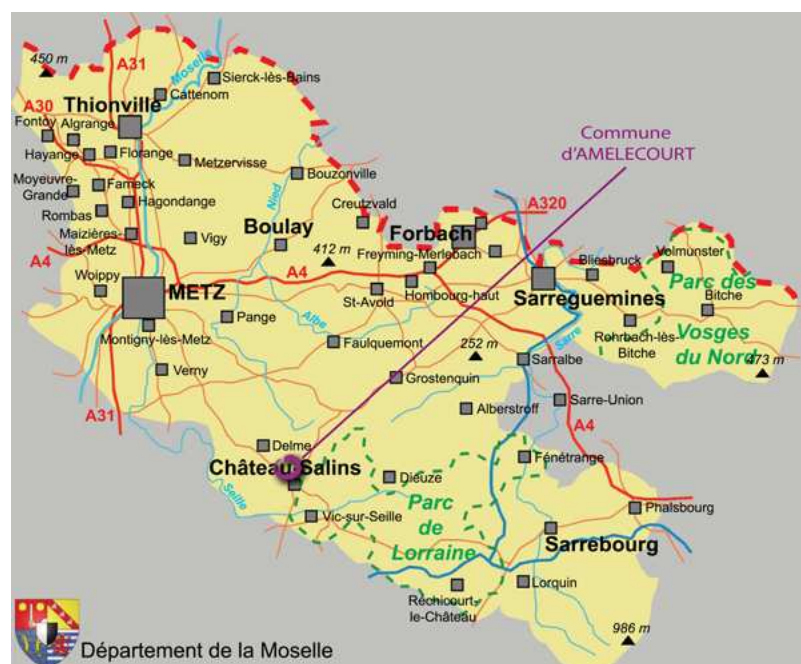 450 m
A31
Moselle
Sierck-lès-Bains
Cattenom
A30
Thionville
Fontoy
Algrange
Hayange
Florange
Metzervisse
Commune
d'AMELECOURT
Moyeuvre-
Grande
Fameck
Bouzonville
Rombas
Hagondange
Nied
Creutzvald
A320
Maizières-
lès-Metz
Vigy
Boulay
Forbach
Volmunster
A4
412 m
Freyming-Merlebach
Bliesbruck
Parc des
Woippy
METZ
A4
St-Avold
Hombourg-haut
Sarreguemines
Bitche
Pange
Albe
Rohrbach-lès-
Bitche
Vosges
du Nord
Montigny-lès-Metz
Faulquemont
252 m
Sarre
Sarralbe
473 m
Verny
Grostenquin
A31
Alberstroff
Sarre-Union
A4
Delme
Château-Salins
Fénétrange
Seille
Dieuze
Parc
de
Lorraine
Phalsbourg
Vic-sur-Seille
Sarrebourg
Réchicourt-
le-Château
Lorquin
986 m
Département de la Moselle